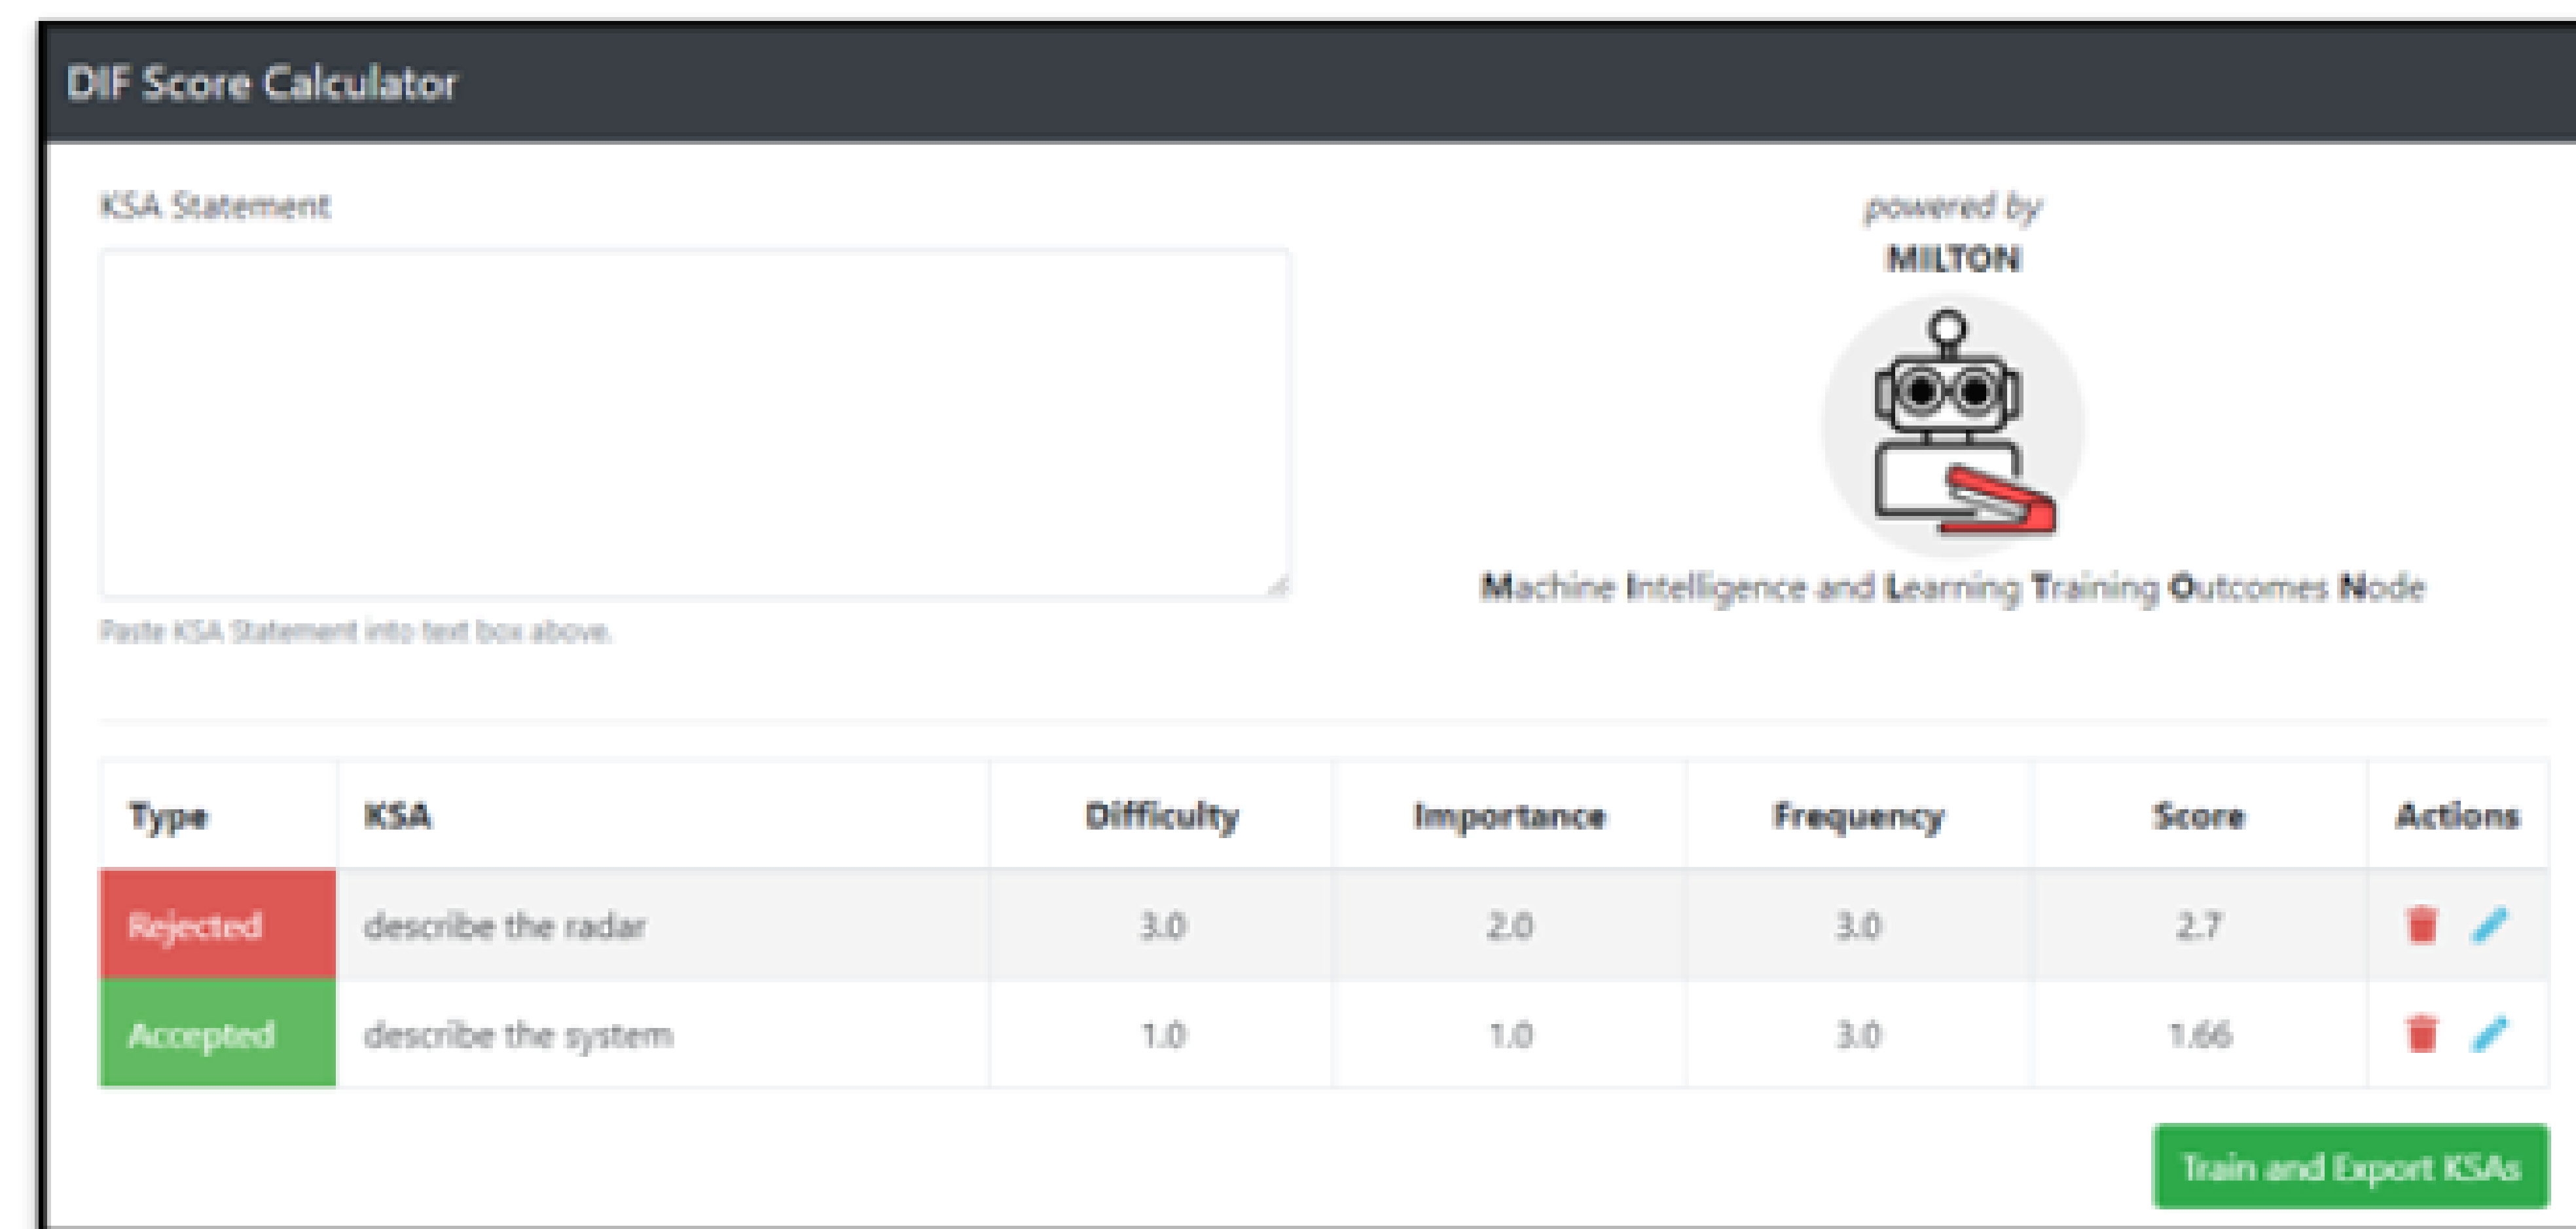 DIF Score Calculator
KSA Statement
Paste KSA Statement into text box above.
powered by
MILTON
Machine Intelligence and Learning Training Outcomes Node
Type KSA Difficulty Importance Frequency Score Actions
Rejected describe the radar 3.0 2.0 3.0 2.7
Accepted describe the system 1.0 1.0 3.0 1.66
Train and Export KSAs